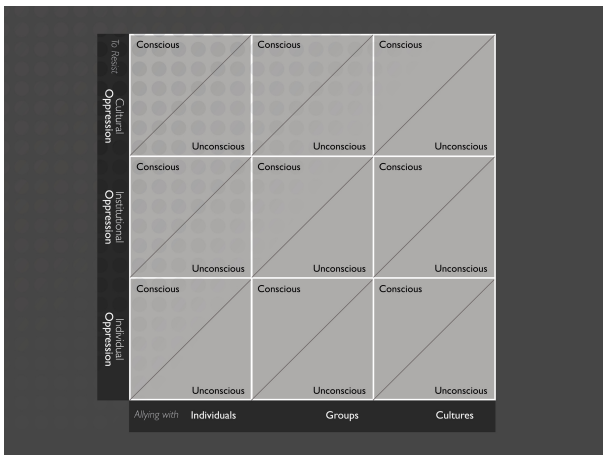 To Resist
Cultural
Oppression
Conscious
Conscious
Conscious
Unconscious
Unconscious
Unconscious
Institutional
Oppression
Conscious
Conscious
Conscious
Unconscious
Unconscious
Unconscious
Individual
Oppression
Conscious
Conscious
Conscious
Unconscious
Unconscious
Unconscious
Allying with Individuals Groups Cultures